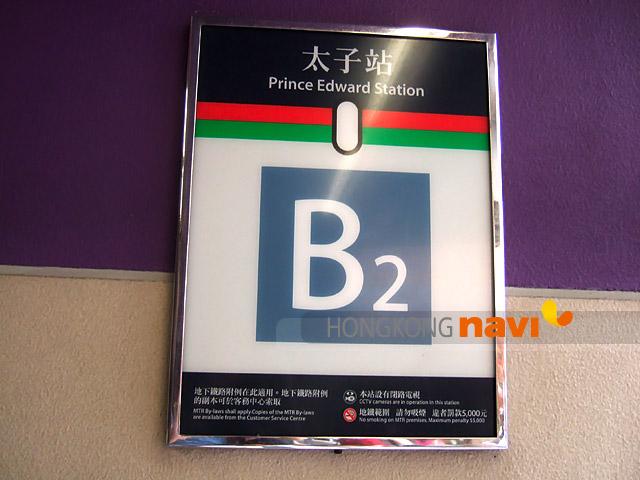 太子站
Prince Edward Station
B2
HONGKONG navi
地下鐵路附例在此適用。地下鐵路附例
的副本可於客務中心索取
MTR By-laws shall apply Copies of the MTR By-laws
are available from the Customer Service Centre
本站設有閉路電視
CCTV cameras are in operation in this station
地鐵範圍 請勿吸煙 違者罰款5,000元
No smoking on MTR premises. Maximum penalty $5,000